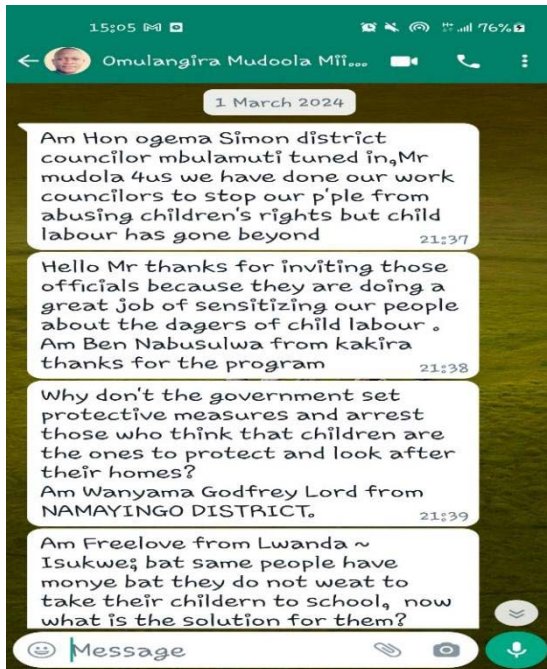 15:05
76%
Omulangira Mudoola Mii...
1 March 2024
Am Hon ogema Simon district
councilor mbulamuti tuned in,Mr
mudola 4us we have done our work
councilors to stop our p'ple from
abusing children's rights but child
labour has gone beyond
21:37
Hello Mr thanks for inviting those
officials because they are doing a
great job of sensitizing our people
about the dagers of child labour .
Am Ben Nabusulwa from kakira
thanks for the program
21:38
Why don't the government set
protective measures and arrest
those who think that children are
the ones to protect and look after
their homes?
Am Wanyama Godfrey Lord from
NAMAYINGO DISTRICT.
21:39
Am Freelove from Lwanda ~
Isukwe; bat same people have
monye bat they do not weat to
take their childern to school, now
what is the solution for them?
Message